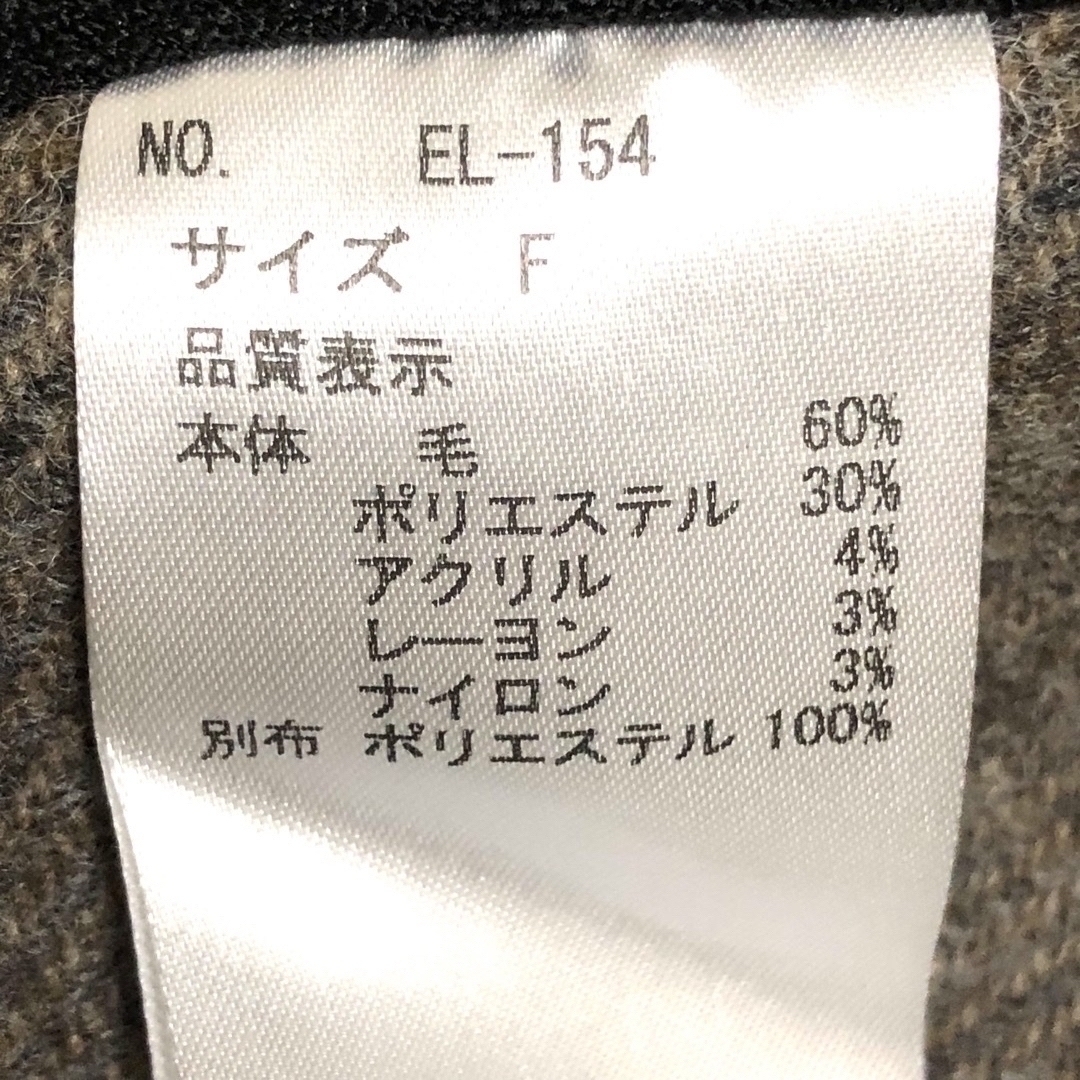 NO. EL-154
サイズ F
品質表示
本体 毛 60%
ポリエステル 30%
アクリル 4%
レーヨン 3%
ナイロン 3%
別布 ポリエステル 100%